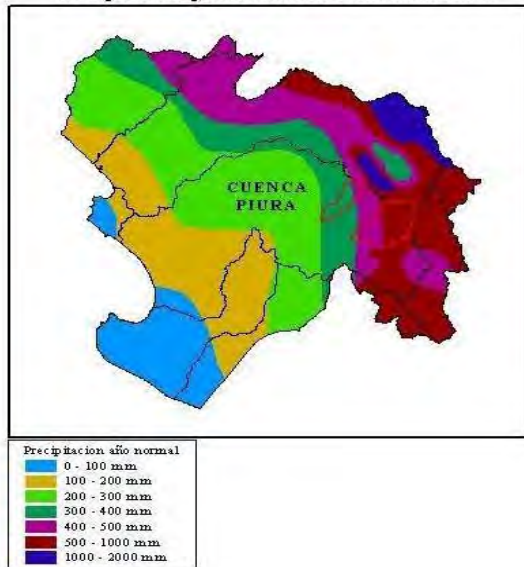 CUENCA
PIURA
Precipitacion año normal
0 - 100 mm
100 - 200 mm
200 - 300 mm
300 - 400 mm
400 - 500 mm
500 - 1000 mm
1000 - 2000 mm